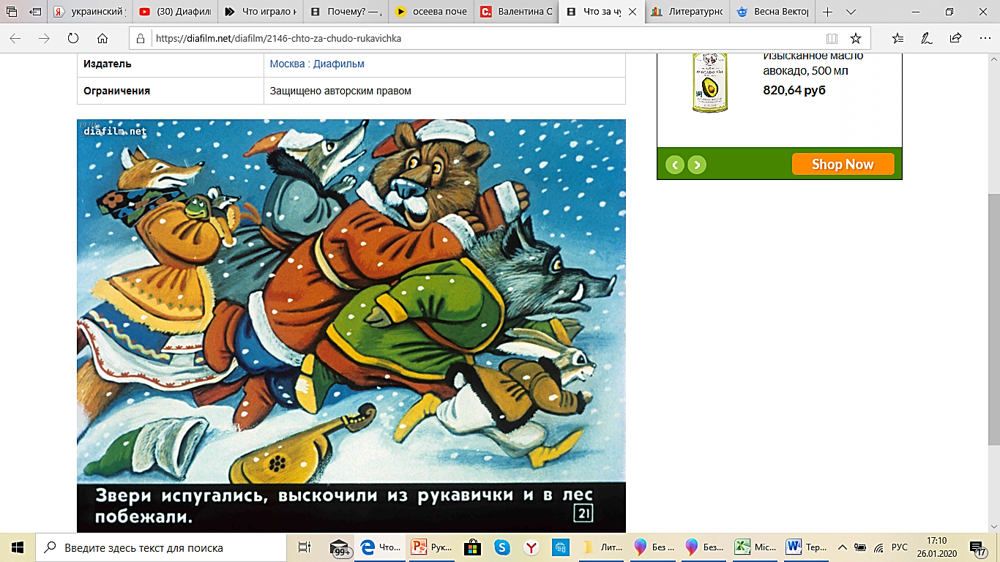 украинский у
(30) Диафиль
Что играло н
Почему? — д
осеева поче
Валентина О
Что за чу
Литературнс
Весна Вектор
https://diafilm.net/diafilm/2146-chto-za-chudo-rukavichka
Издатель
Москва : Диафильм
Ограничения
Защищено авторским правом
Изысканное масло
авокадо, 500 мл
820,64 руб
Shop Now
diafilm.net
Звери испугались, выскочили из рукавички и в лес
побежали.
21
Введите здесь текст для поиска
99+
Что...
Рук...
Лит...
Без ...
Без...
Mic...
Тер...
РУС
17:10
26.01.2020
17